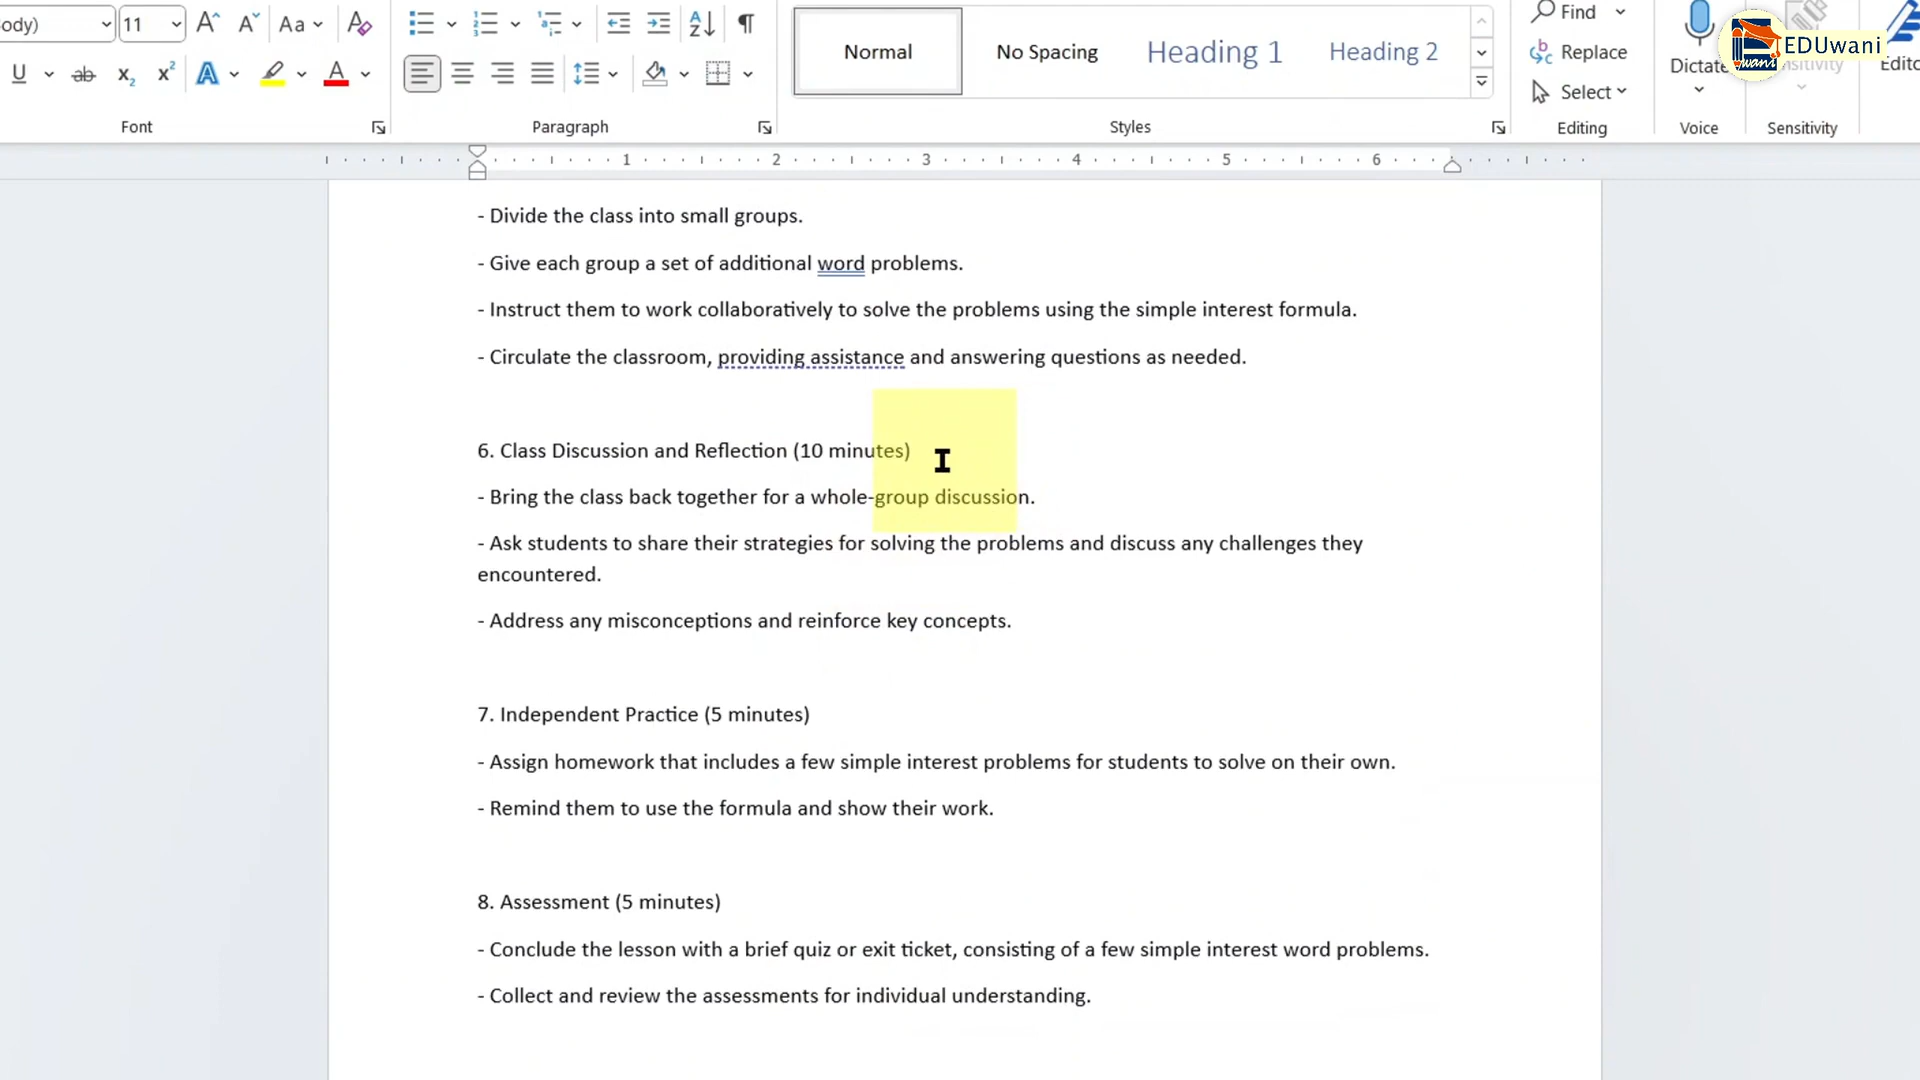 ody)
11
Aa
Find
Replace
Select
Normal
No Spacing
Heading 1
Heading 2
Dictate
EDUwani
Font
Paragraph
Styles
Editing
Voice
Sensitivity
1 2 3 4 5 6
- Divide the class into small groups.
- Give each group a set of additional word problems.
- Instruct them to work collaboratively to solve the problems using the simple interest formula.
- Circulate the classroom, providing assistance and answering questions as needed.
6. Class Discussion and Reflection (10 minutes)
- Bring the class back together for a whole-group discussion.
- Ask students to share their strategies for solving the problems and discuss any challenges they
encountered.
- Address any misconceptions and reinforce key concepts.
7. Independent Practice (5 minutes)
- Assign homework that includes a few simple interest problems for students to solve on their own.
- Remind them to use the formula and show their work.
8. Assessment (5 minutes)
- Conclude the lesson with a brief quiz or exit ticket, consisting of a few simple interest word problems.
- Collect and review the assessments for individual understanding.